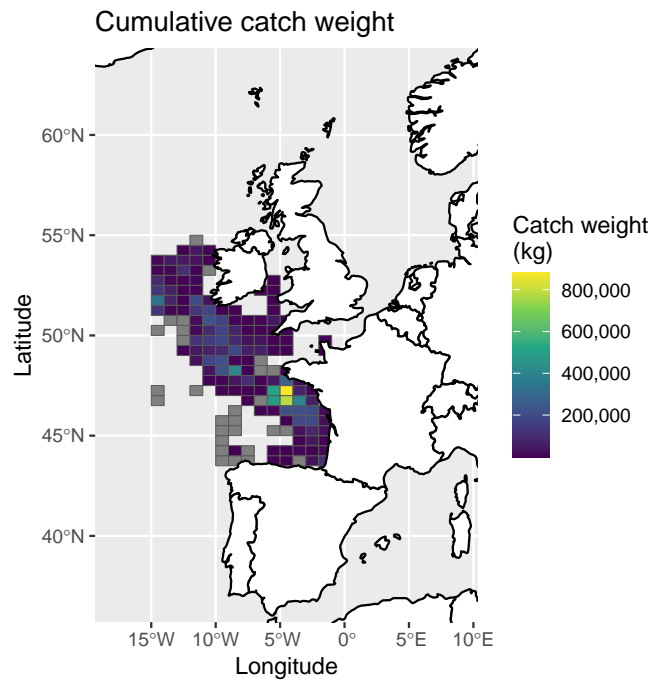 Cumulative catch weight
60°N
55°N
50°N
45°N
40°N
Latitude
15°W
10°W
5°W
0°
5°E
10°E
Longitude
Catch weight
(kg)
800,000
600,000
400,000
200,000